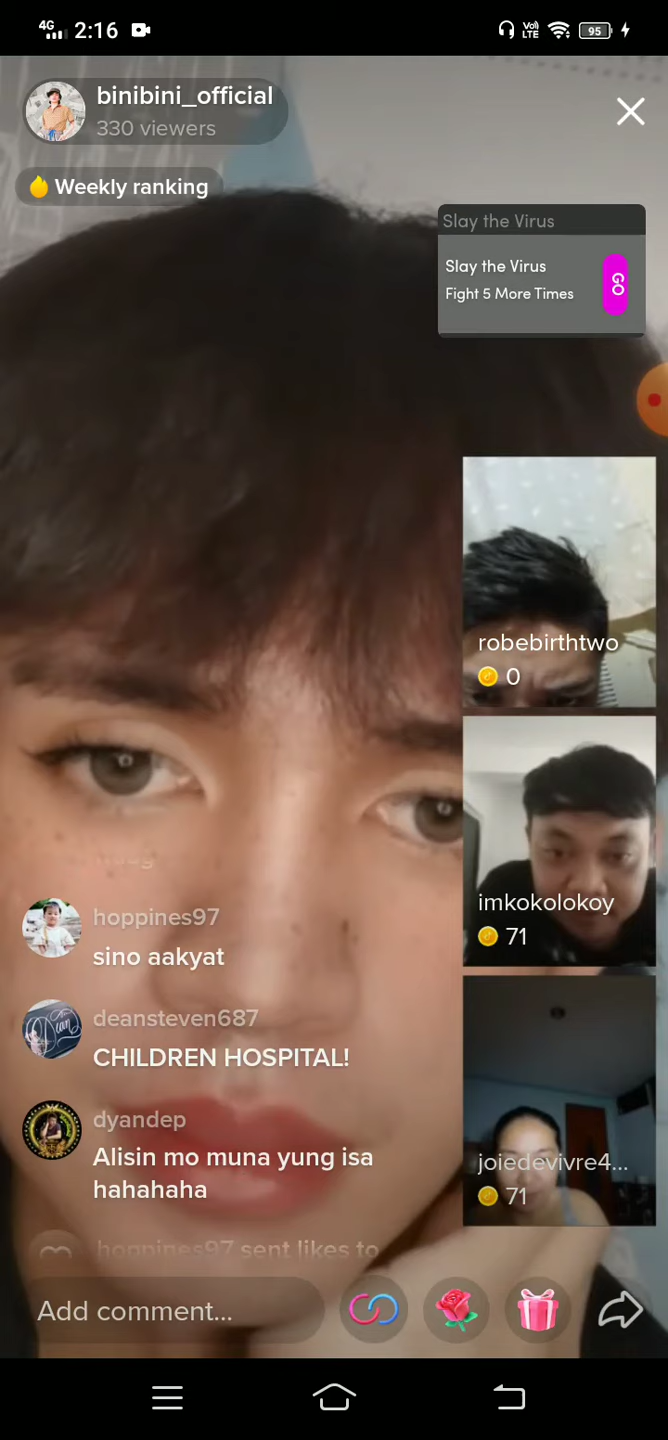 4G
2:16
Vo)
LTE
95
binibini_official
330 viewers
Weekly ranking
Slay the Virus
Slay the Virus
Fight 5 More Times
GO
robebirthtwo
0
imkokolokoy
71
joiedevivre4...
71
hoppines97
sino aakyat
deansteven687
CHILDREN HOSPITAL!
dyandep
Alisin mo muna yung isa
hahahaha
hoppines97 sent likes to
Add comment...